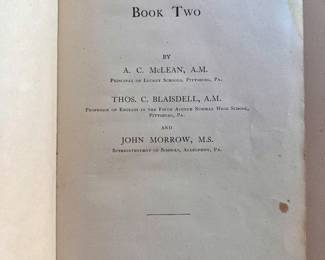 Book Two
BY
A. C. McLEAN, A.M.
Principal of Luckey Schools, Pittsburg, Pa.
THOS. C. BLAISDELL, A.M.
Professor of English in the Fifth Avenue Normal High School,
Pittsburg, Pa.
AND
JOHN MORROW, M.S.
Superintendent of Schools, Allegheny, Pa.